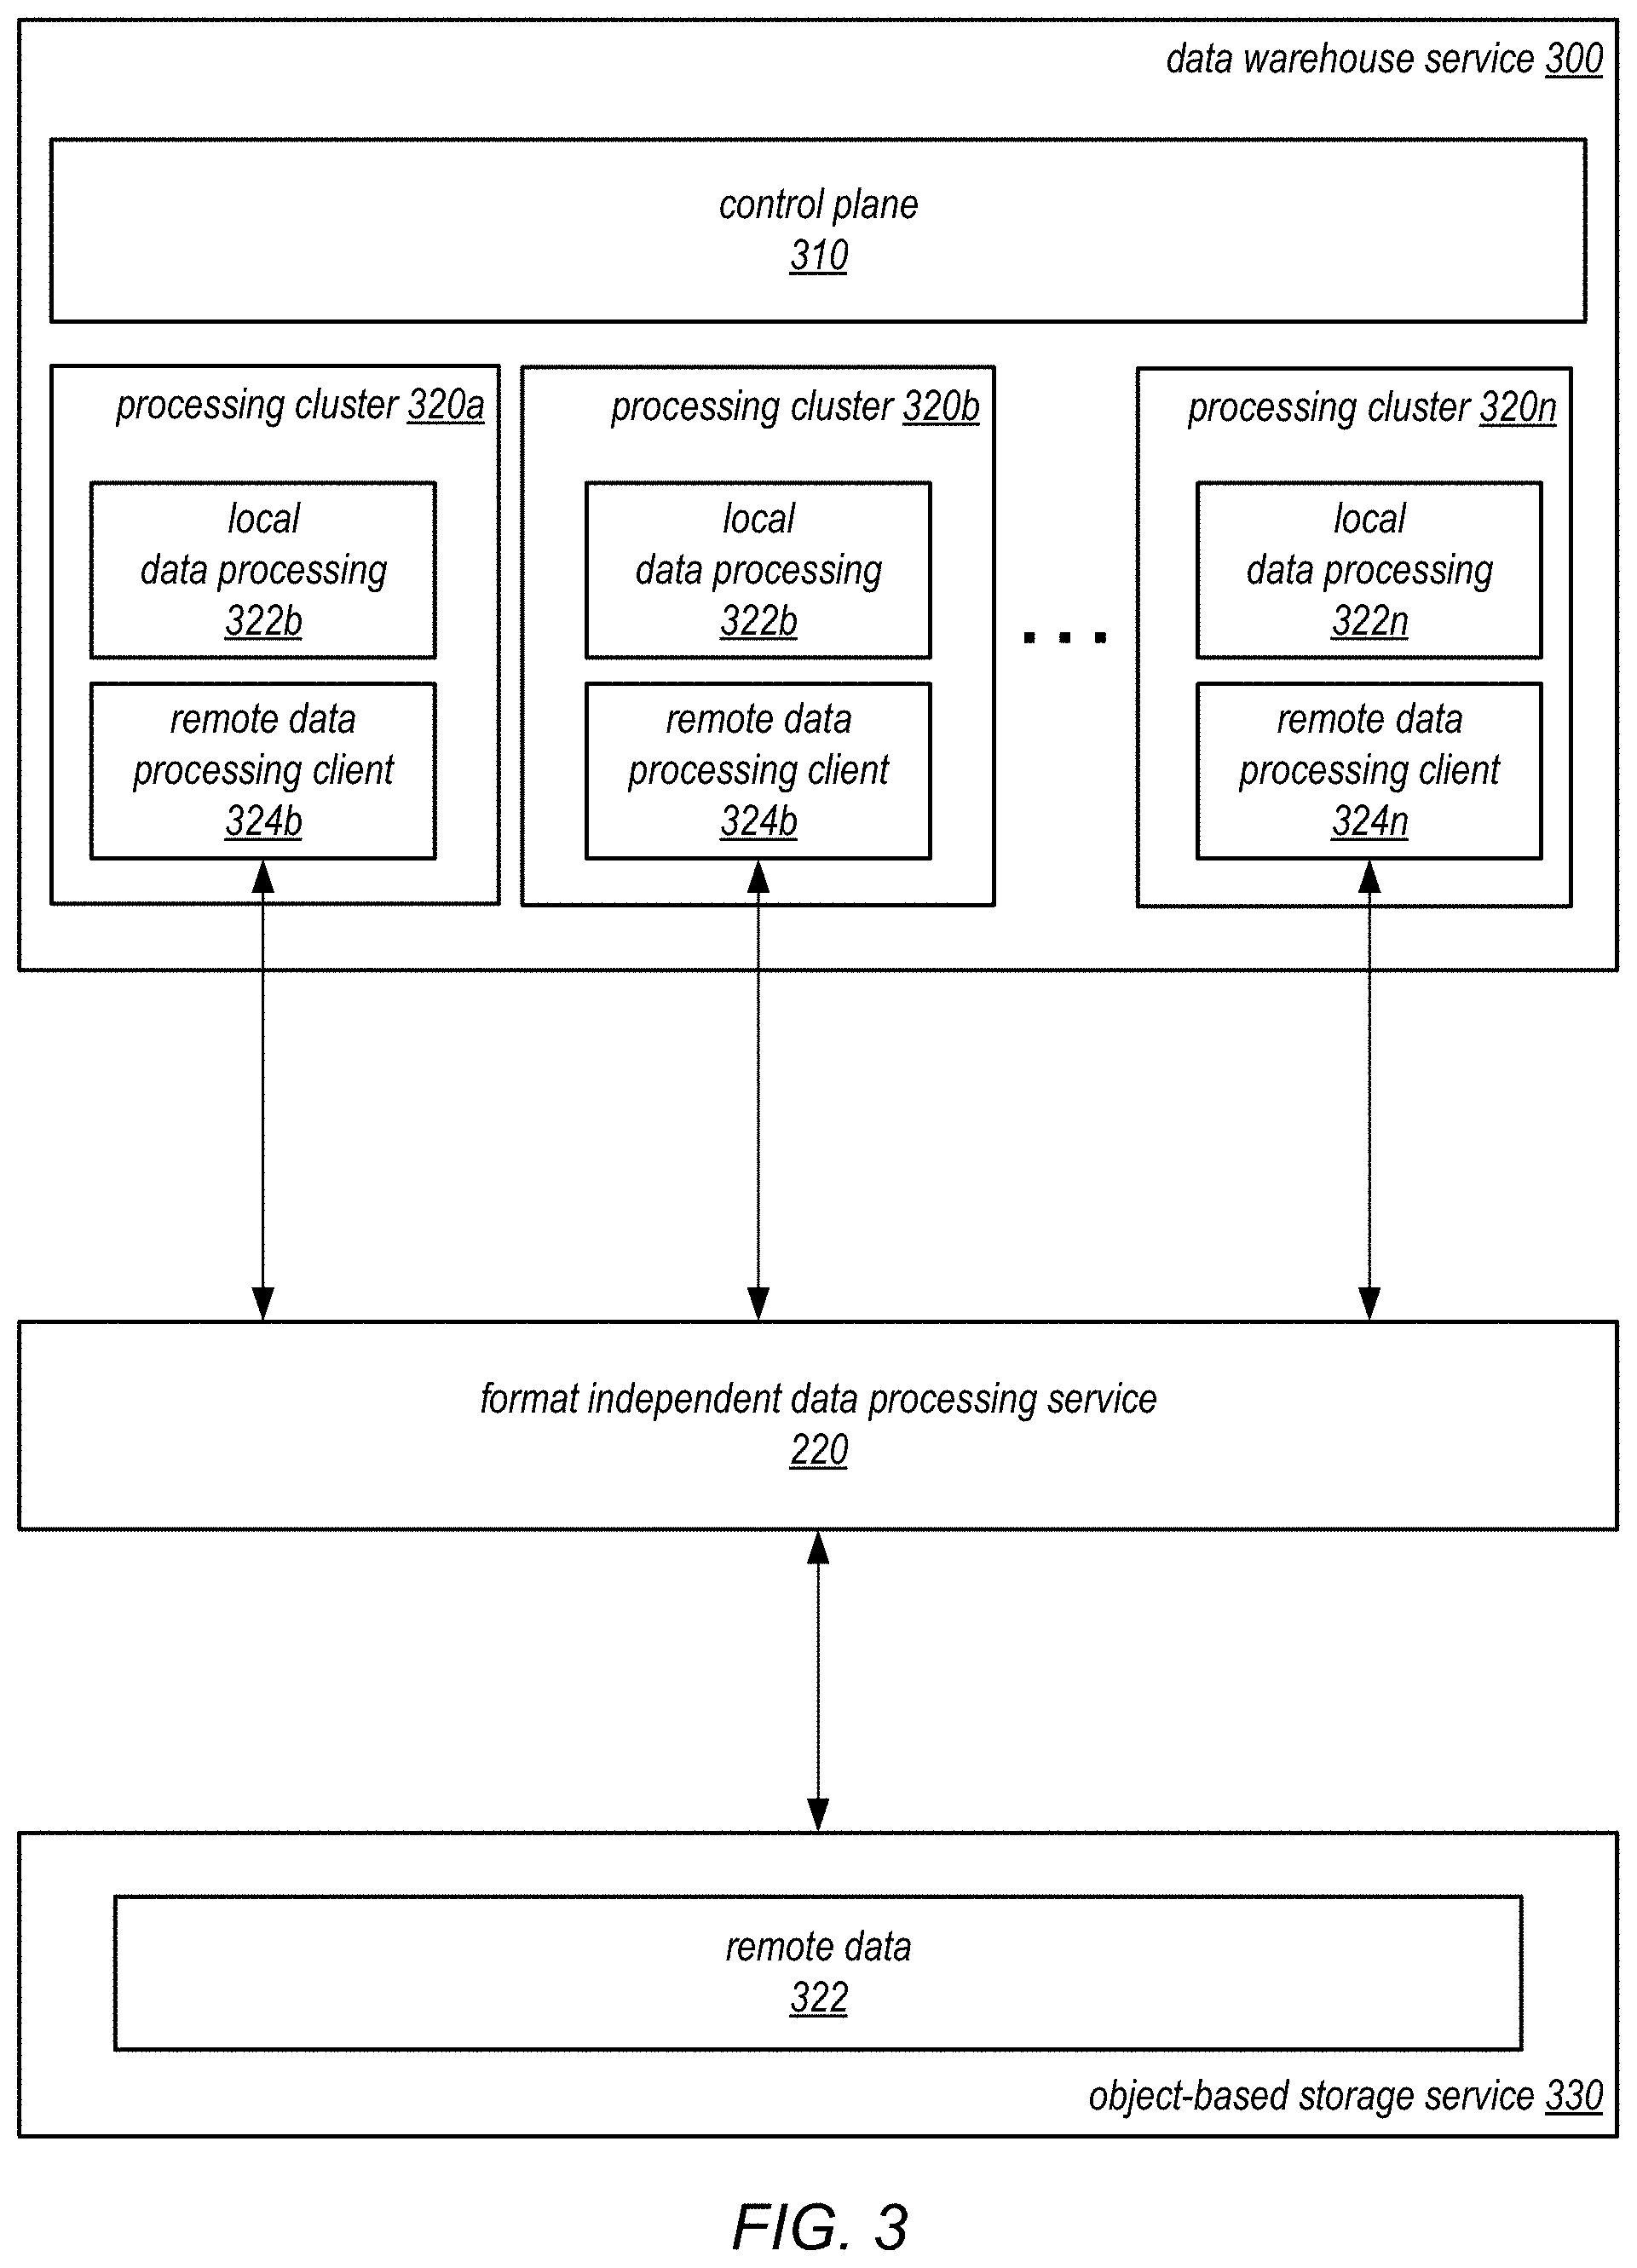 data warehouse service 300
control plane
310
processing cluster 320a
local
data processing
322b
remote data
processing client
324b
processing cluster 320b
local
data processing
322b
remote data
processing client
324b
. . .
processing cluster 320n
local
data processing
322n
remote data
processing client
324n
format independent data processing service
220
remote data
322
object-based storage service 330
FIG. 3